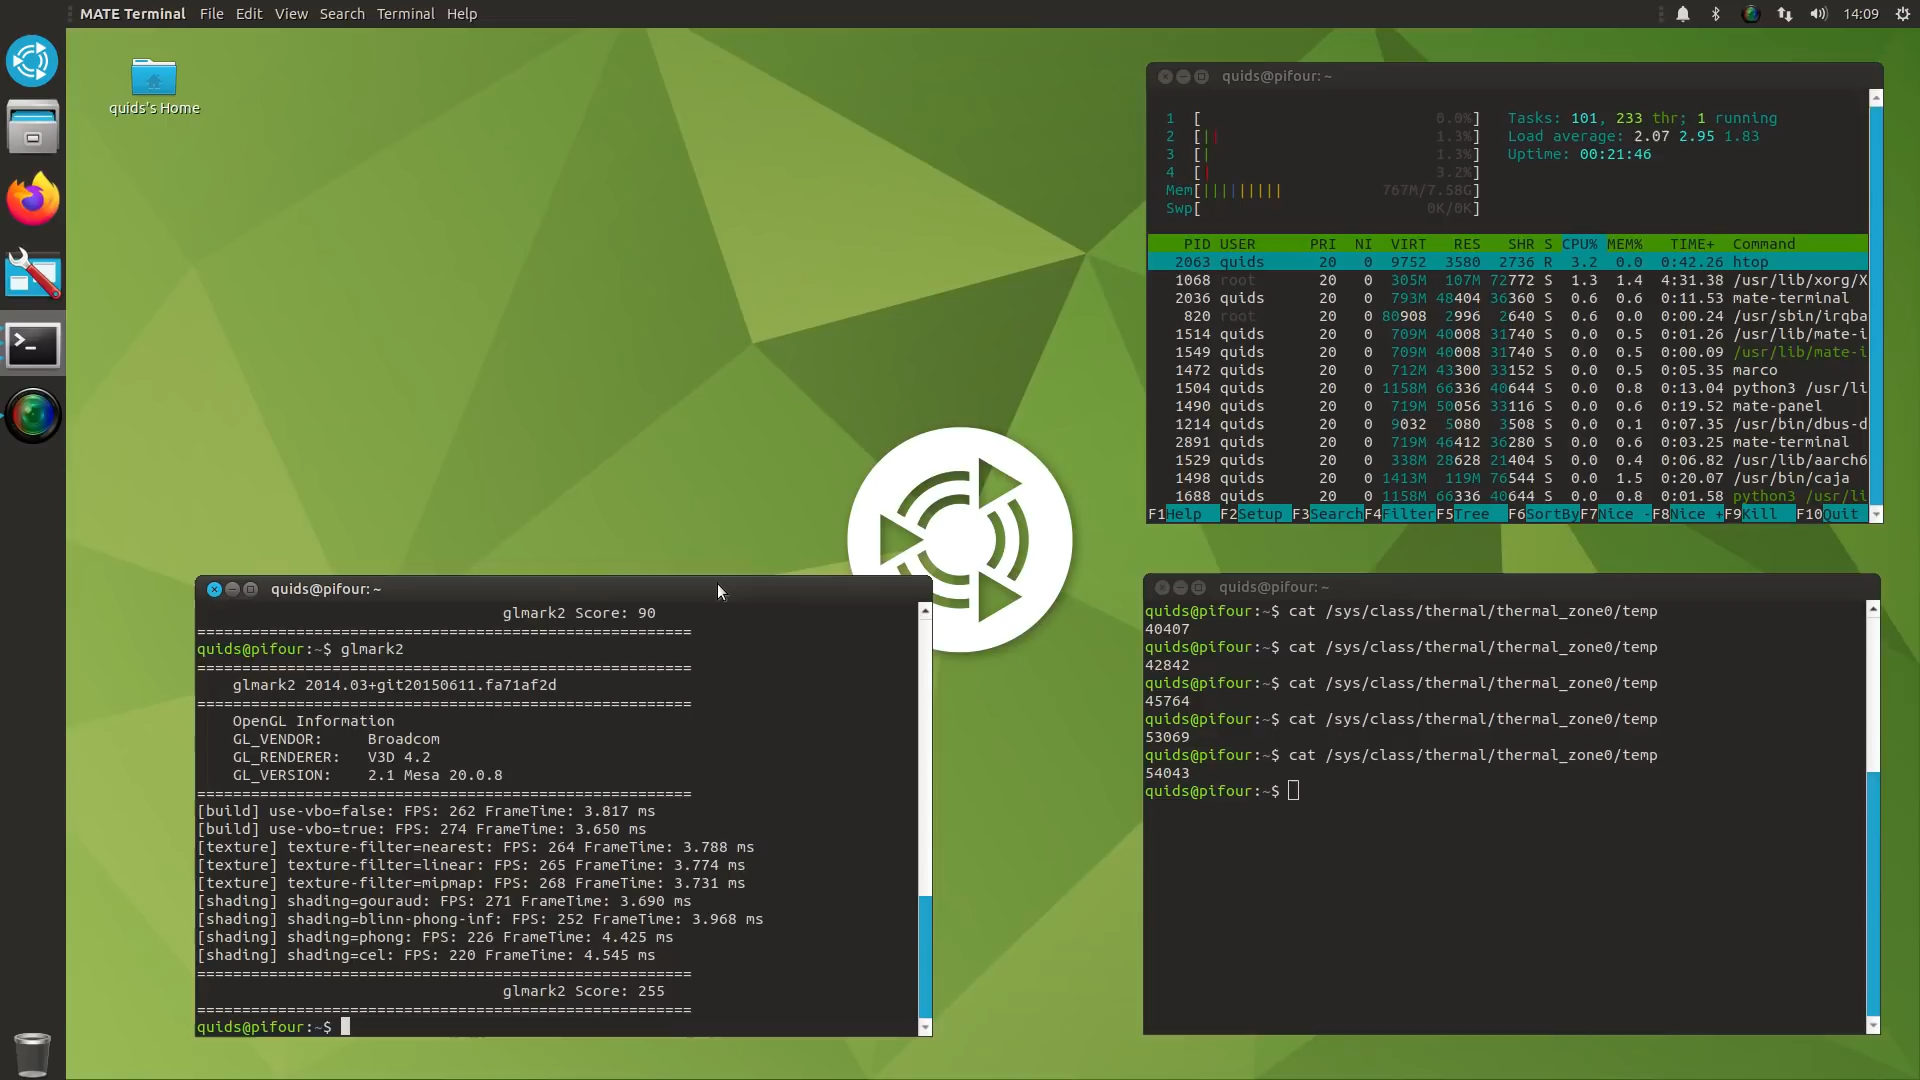 MATE Terminal File Edit View Search Terminal Help
14:09
quids's Home
quids@pifour: ~
1 [ 0.0%] Tasks: 101, 233 thr; 1 running
2 [|| 1.3%] Load average: 2.07 2.95 1.83
3 [| 1.3%] Uptime: 00:21:46
4 [| 3.2%]
Mem[||||||||| 767M/7.58G]
Swp[ 0K/0K]
PID USER PRI NI VIRT RES SHR S CPU% MEM% TIME+ Command
2063 quids 20 0 9752 3580 2736 R 3.2 0.0 0:42.26 htop
1068 root 20 0 305M 107M 72772 S 1.3 1.4 4:31.38 /usr/lib/xorg/X
2036 quids 20 0 793M 48404 36360 S 0.6 0.6 0:11.53 mate-terminal
820 root 20 0 80908 2996 2640 S 0.6 0.0 0:00.24 /usr/sbin/irqba
1514 quids 20 0 709M 40008 31740 S 0.0 0.5 0:01.26 /usr/lib/mate-i
1549 quids 20 0 709M 40008 31740 S 0.0 0.5 0:00.09 /usr/lib/mate-i
1472 quids 20 0 712M 43300 33152 S 0.0 0.5 0:05.35 marco
1504 quids 20 0 1158M 66336 40644 S 0.0 0.8 0:13.04 python3 /usr/li
1490 quids 20 0 719M 50056 33116 S 0.0 0.6 0:19.52 mate-panel
1214 quids 20 0 9032 5080 3508 S 0.0 0.1 0:07.35 /usr/bin/dbus-d
2891 quids 20 0 719M 46412 36280 S 0.0 0.6 0:03.25 mate-terminal
1529 quids 20 0 338M 28628 21404 S 0.0 0.4 0:06.82 /usr/lib/aarch6
1498 quids 20 0 1413M 119M 76544 S 0.0 1.5 0:20.07 /usr/bin/caja
1688 quids 20 0 1158M 66336 40644 S 0.0 0.8 0:01.58 python3 /usr/li
F1Help F2Setup F3SearchF4FilterF5Tree F6SortByF7Nice -F8Nice +F9Kill F10Quit
quids@pifour: ~
glmark2 Score: 90
=======================================================
quids@pifour:~$ glmark2
=======================================================
glmark2 2014.03+git20150611.fa71af2d
=======================================================
OpenGL Information
GL_VENDOR: Broadcom
GL_RENDERER: V3D 4.2
GL_VERSION: 2.1 Mesa 20.0.8
=======================================================
[build] use-vbo=false: FPS: 262 FrameTime: 3.817 ms
[build] use-vbo=true: FPS: 274 FrameTime: 3.650 ms
[texture] texture-filter=nearest: FPS: 264 FrameTime: 3.788 ms
[texture] texture-filter=linear: FPS: 265 FrameTime: 3.774 ms
[texture] texture-filter=mipmap: FPS: 268 FrameTime: 3.731 ms
[shading] shading=gouraud: FPS: 271 FrameTime: 3.690 ms
[shading] shading=blinn-phong-inf: FPS: 252 FrameTime: 3.968 ms
[shading] shading=phong: FPS: 226 FrameTime: 4.425 ms
[shading] shading=cel: FPS: 220 FrameTime: 4.545 ms
=======================================================
glmark2 Score: 255
=======================================================
quids@pifour:~$
quids@pifour: ~
quids@pifour:~$ cat /sys/class/thermal/thermal_zone0/temp
40407
quids@pifour:~$ cat /sys/class/thermal/thermal_zone0/temp
42842
quids@pifour:~$ cat /sys/class/thermal/thermal_zone0/temp
45764
quids@pifour:~$ cat /sys/class/thermal/thermal_zone0/temp
53069
quids@pifour:~$ cat /sys/class/thermal/thermal_zone0/temp
54043
quids@pifour:~$